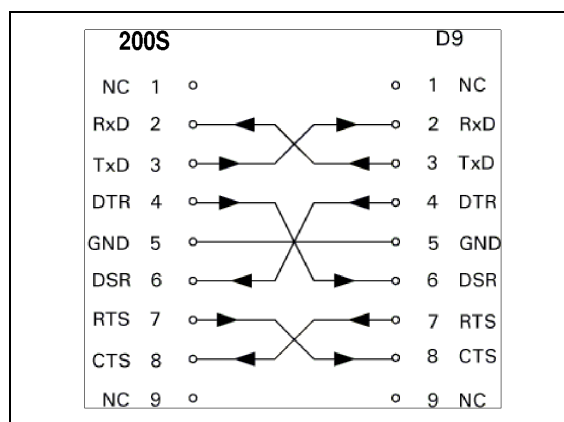 200S D9
NC 1 1 NC
RxD 2 2 RxD
TxD 3 3 TxD
DTR 4 4 DTR
GND 5 5 GND
DSR 6 6 DSR
RTS 7 7 RTS
CTS 8 8 CTS
NC 9 9 NC